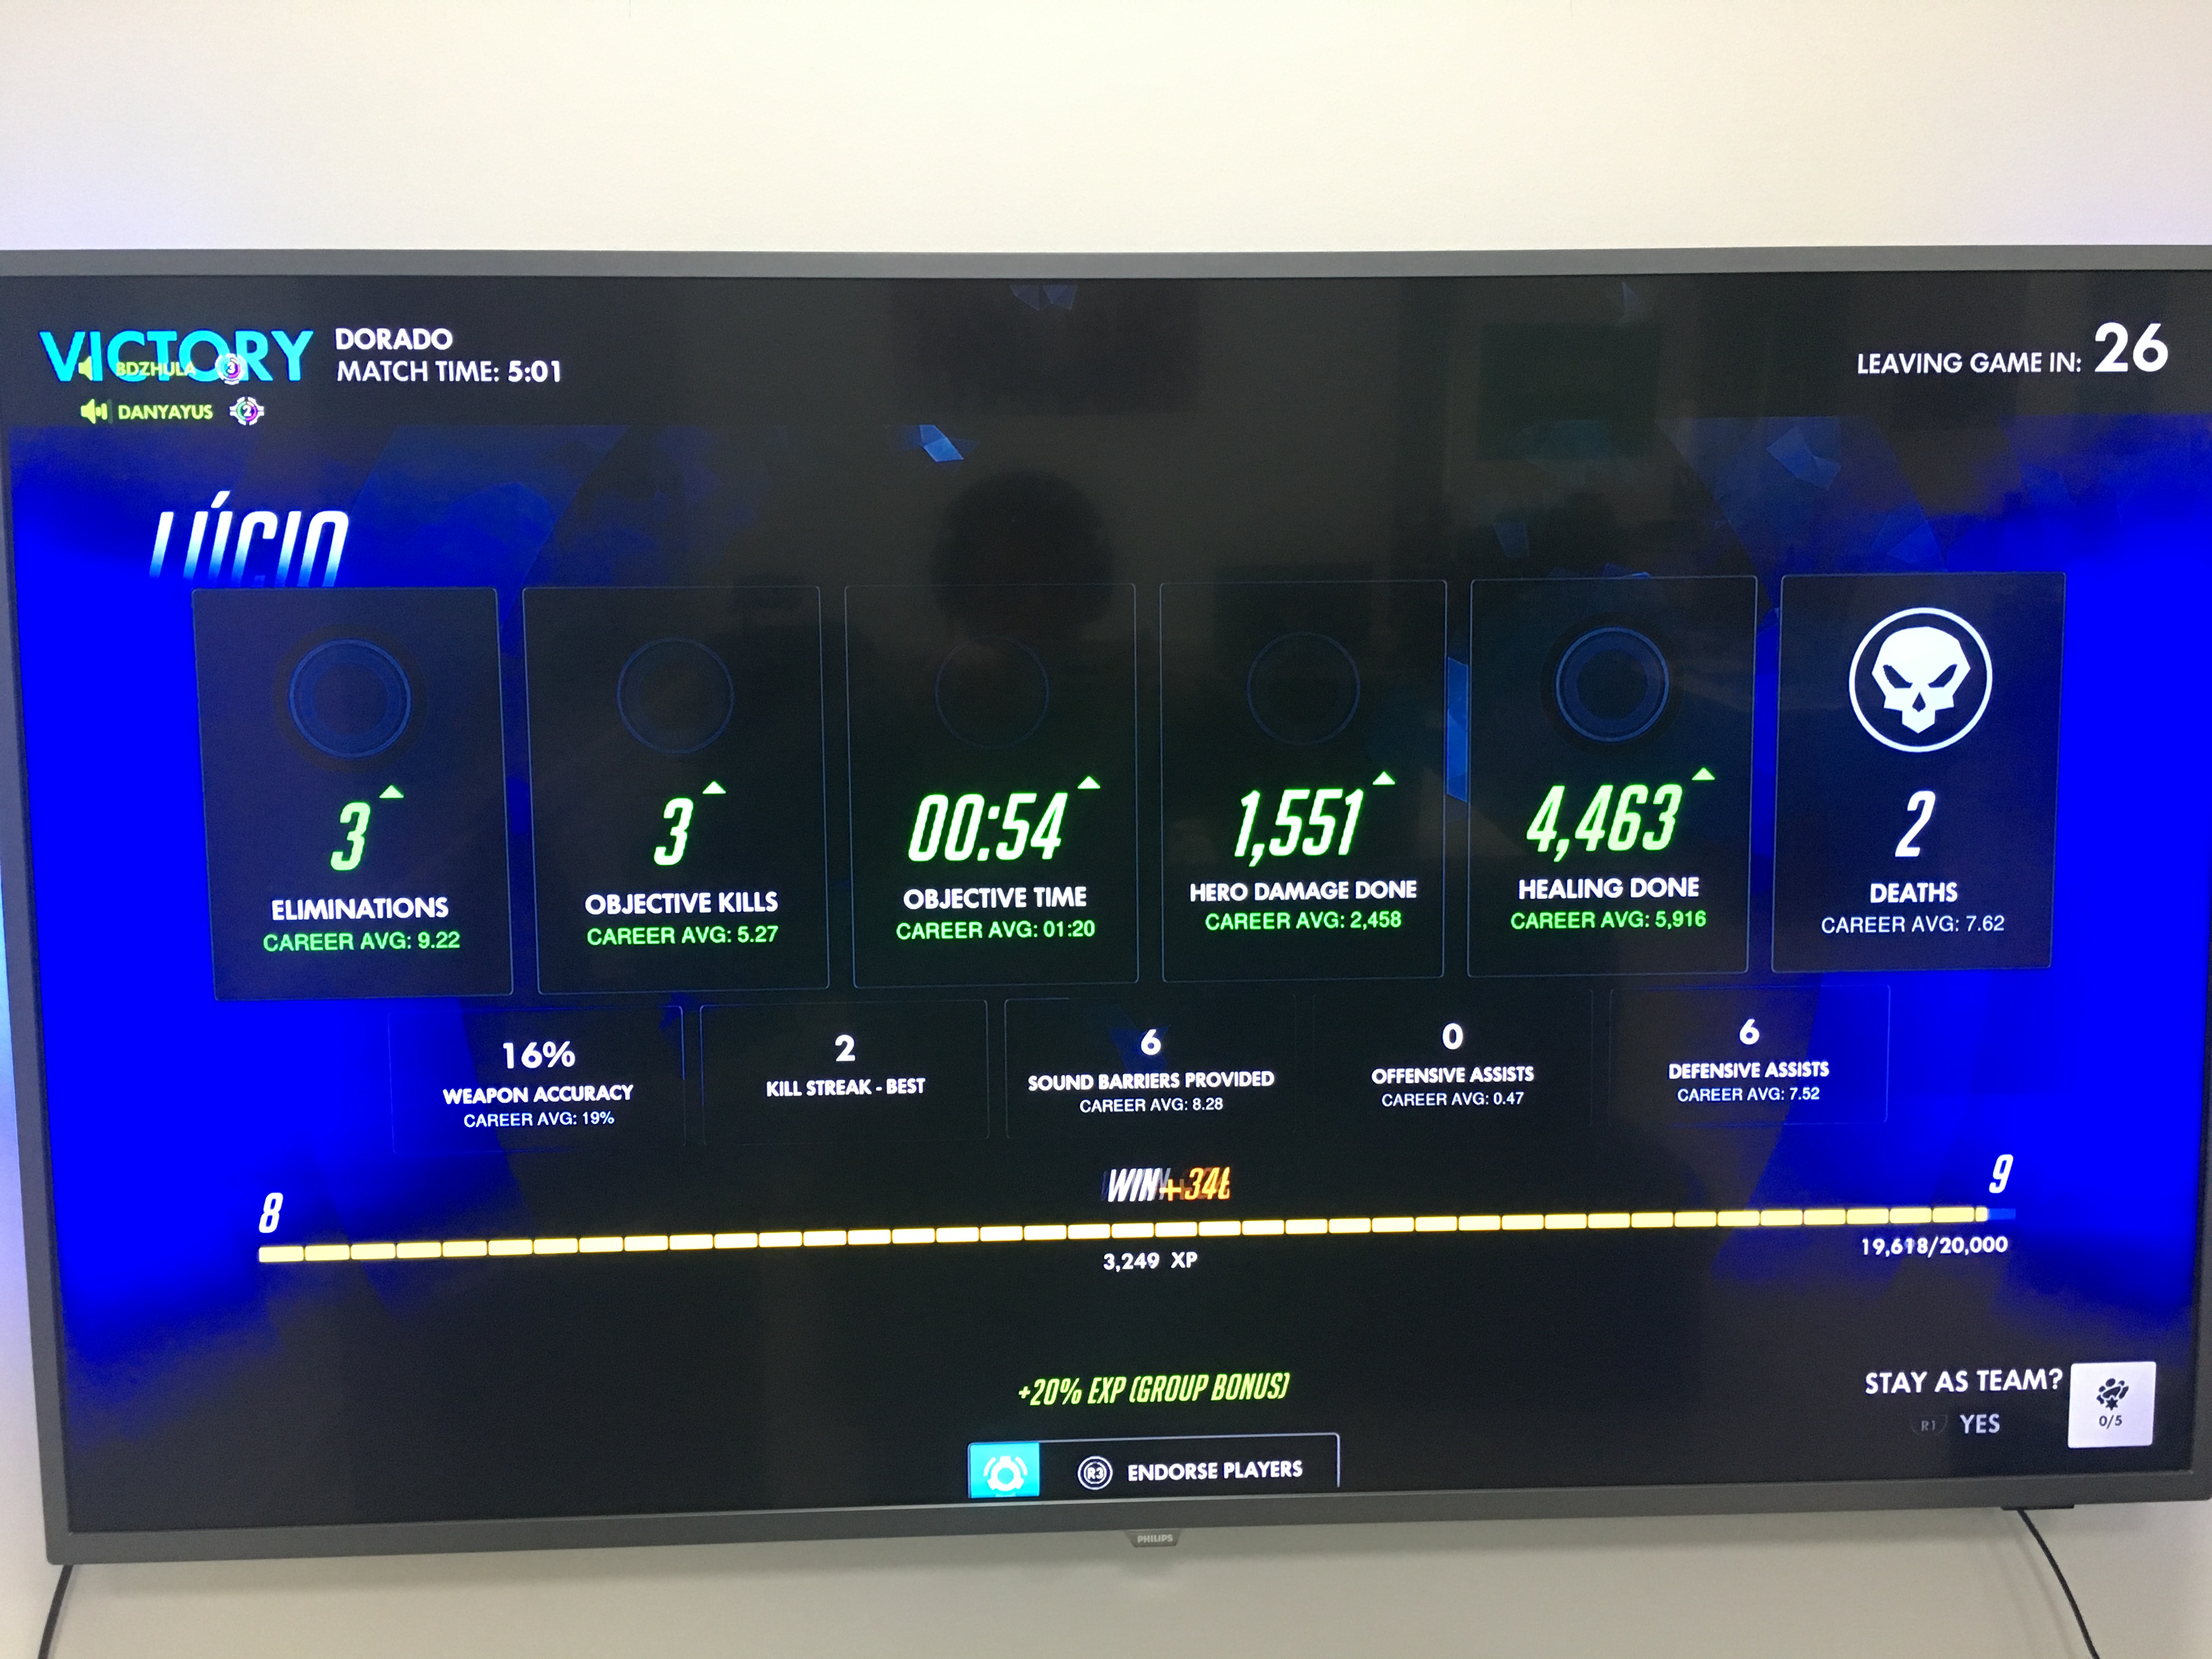 VICTORY
DORADO
MATCH TIME: 5:01
BDZHULA 3
DANYAYUS 2
LEAVING GAME IN: 26
LÚCIO
3
ELIMINATIONS
CAREER AVG: 9.22
3
OBJECTIVE KILLS
CAREER AVG: 5.27
00:54
OBJECTIVE TIME
CAREER AVG: 01:20
1,551
HERO DAMAGE DONE
CAREER AVG: 2,458
4,463
HEALING DONE
CAREER AVG: 5,916
2
DEATHS
CAREER AVG: 7.62
16%
WEAPON ACCURACY
CAREER AVG: 19%
2
KILL STREAK - BEST
6
SOUND BARRIERS PROVIDED
CAREER AVG: 8.28
0
OFFENSIVE ASSISTS
CAREER AVG: 0.47
6
DEFENSIVE ASSISTS
CAREER AVG: 7.52
WIN
8
9
3,249 XP
19,618/20,000
+20% EXP (GROUP BONUS)
STAY AS TEAM?
R1 YES
0/5
R3 ENDORSE PLAYERS
PHILIPS